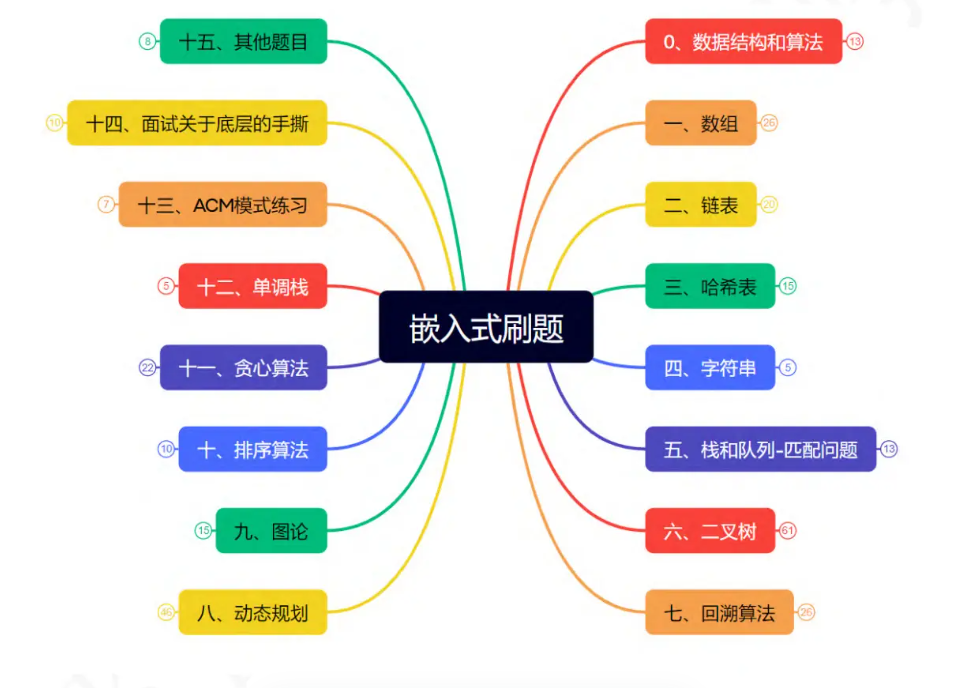 嵌入式刷题
0、数据结构和算法
13
一、数组
26
二、链表
20
三、哈希表
15
四、字符串
5
五、栈和队列-匹配问题
13
六、二叉树
61
七、回溯算法
26
八、动态规划
46
九、图论
15
十、排序算法
10
十一、贪心算法
22
十二、单调栈
5
十三、ACM模式练习
7
十四、面试关于底层的手撕
10
十五、其他题目
8